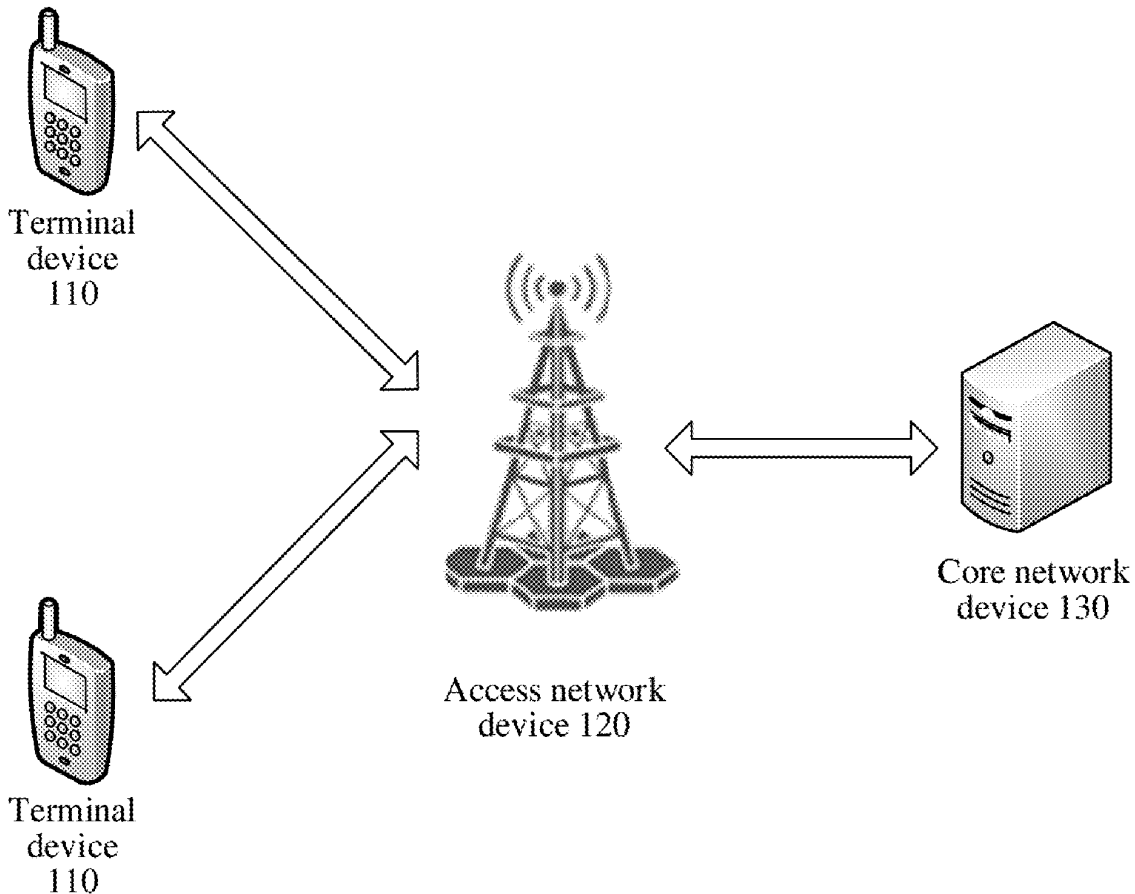 Terminal
device
110
Access network
device 120
Core network
device 130
Terminal
device
110